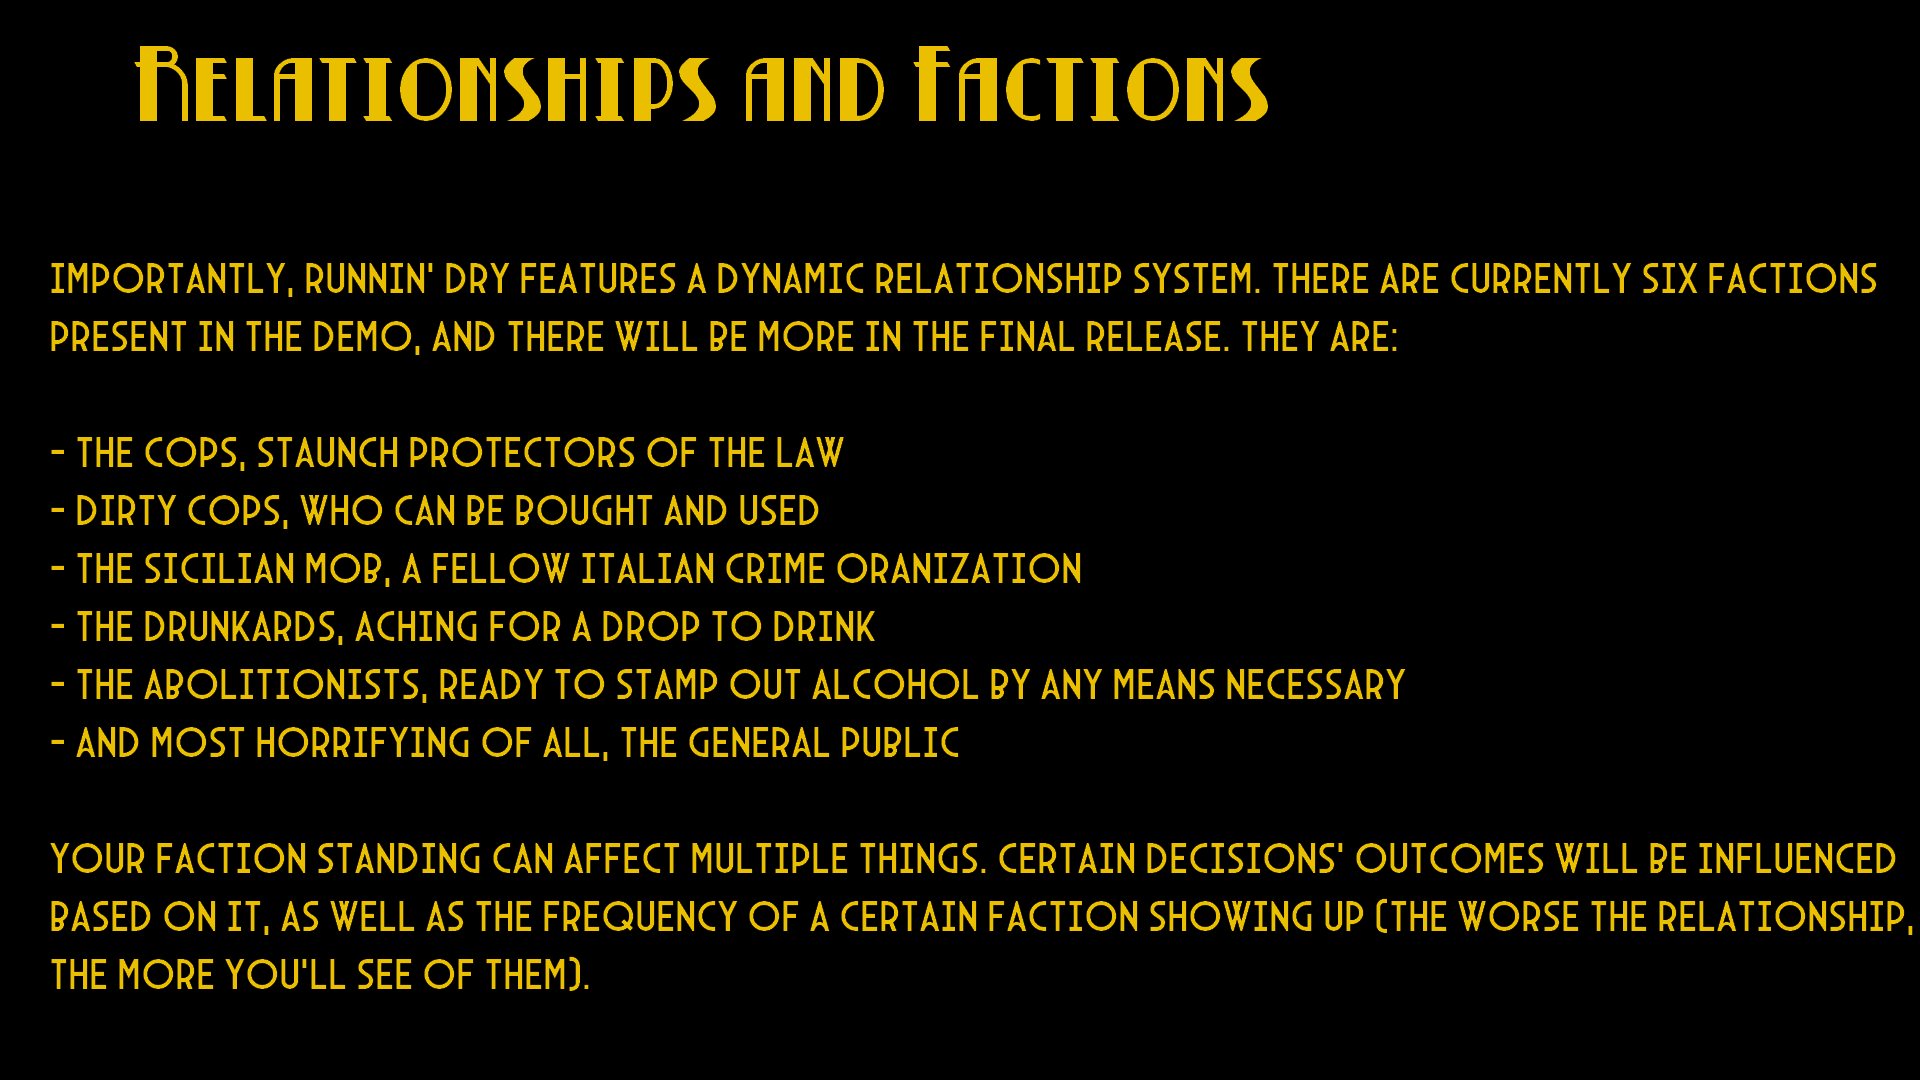 Relationships and Factions
IMPORTANTLY, RUNNIN' DRY FEATURES A DYNAMIC RELATIONSHIP SYSTEM. THERE ARE CURRENTLY SIX FACTIONS
PRESENT IN THE DEMO, AND THERE WILL BE MORE IN THE FINAL RELEASE. THEY ARE:
- THE COPS, STAUNCH PROTECTORS OF THE LAW
- DIRTY COPS, WHO CAN BE BOUGHT AND USED
- THE SICILIAN MOB, A FELLOW ITALIAN CRIME ORANIZATION
- THE DRUNKARDS, ACHING FOR A DROP TO DRINK
- THE ABOLITIONISTS, READY TO STAMP OUT ALCOHOL BY ANY MEANS NECESSARY
- AND MOST HORRIFYING OF ALL, THE GENERAL PUBLIC
YOUR FACTION STANDING CAN AFFECT MULTIPLE THINGS. CERTAIN DECISIONS' OUTCOMES WILL BE INFLUENCED
BASED ON IT, AS WELL AS THE FREQUENCY OF A CERTAIN FACTION SHOWING UP (THE WORSE THE RELATIONSHIP,
THE MORE YOU'LL SEE OF THEM).